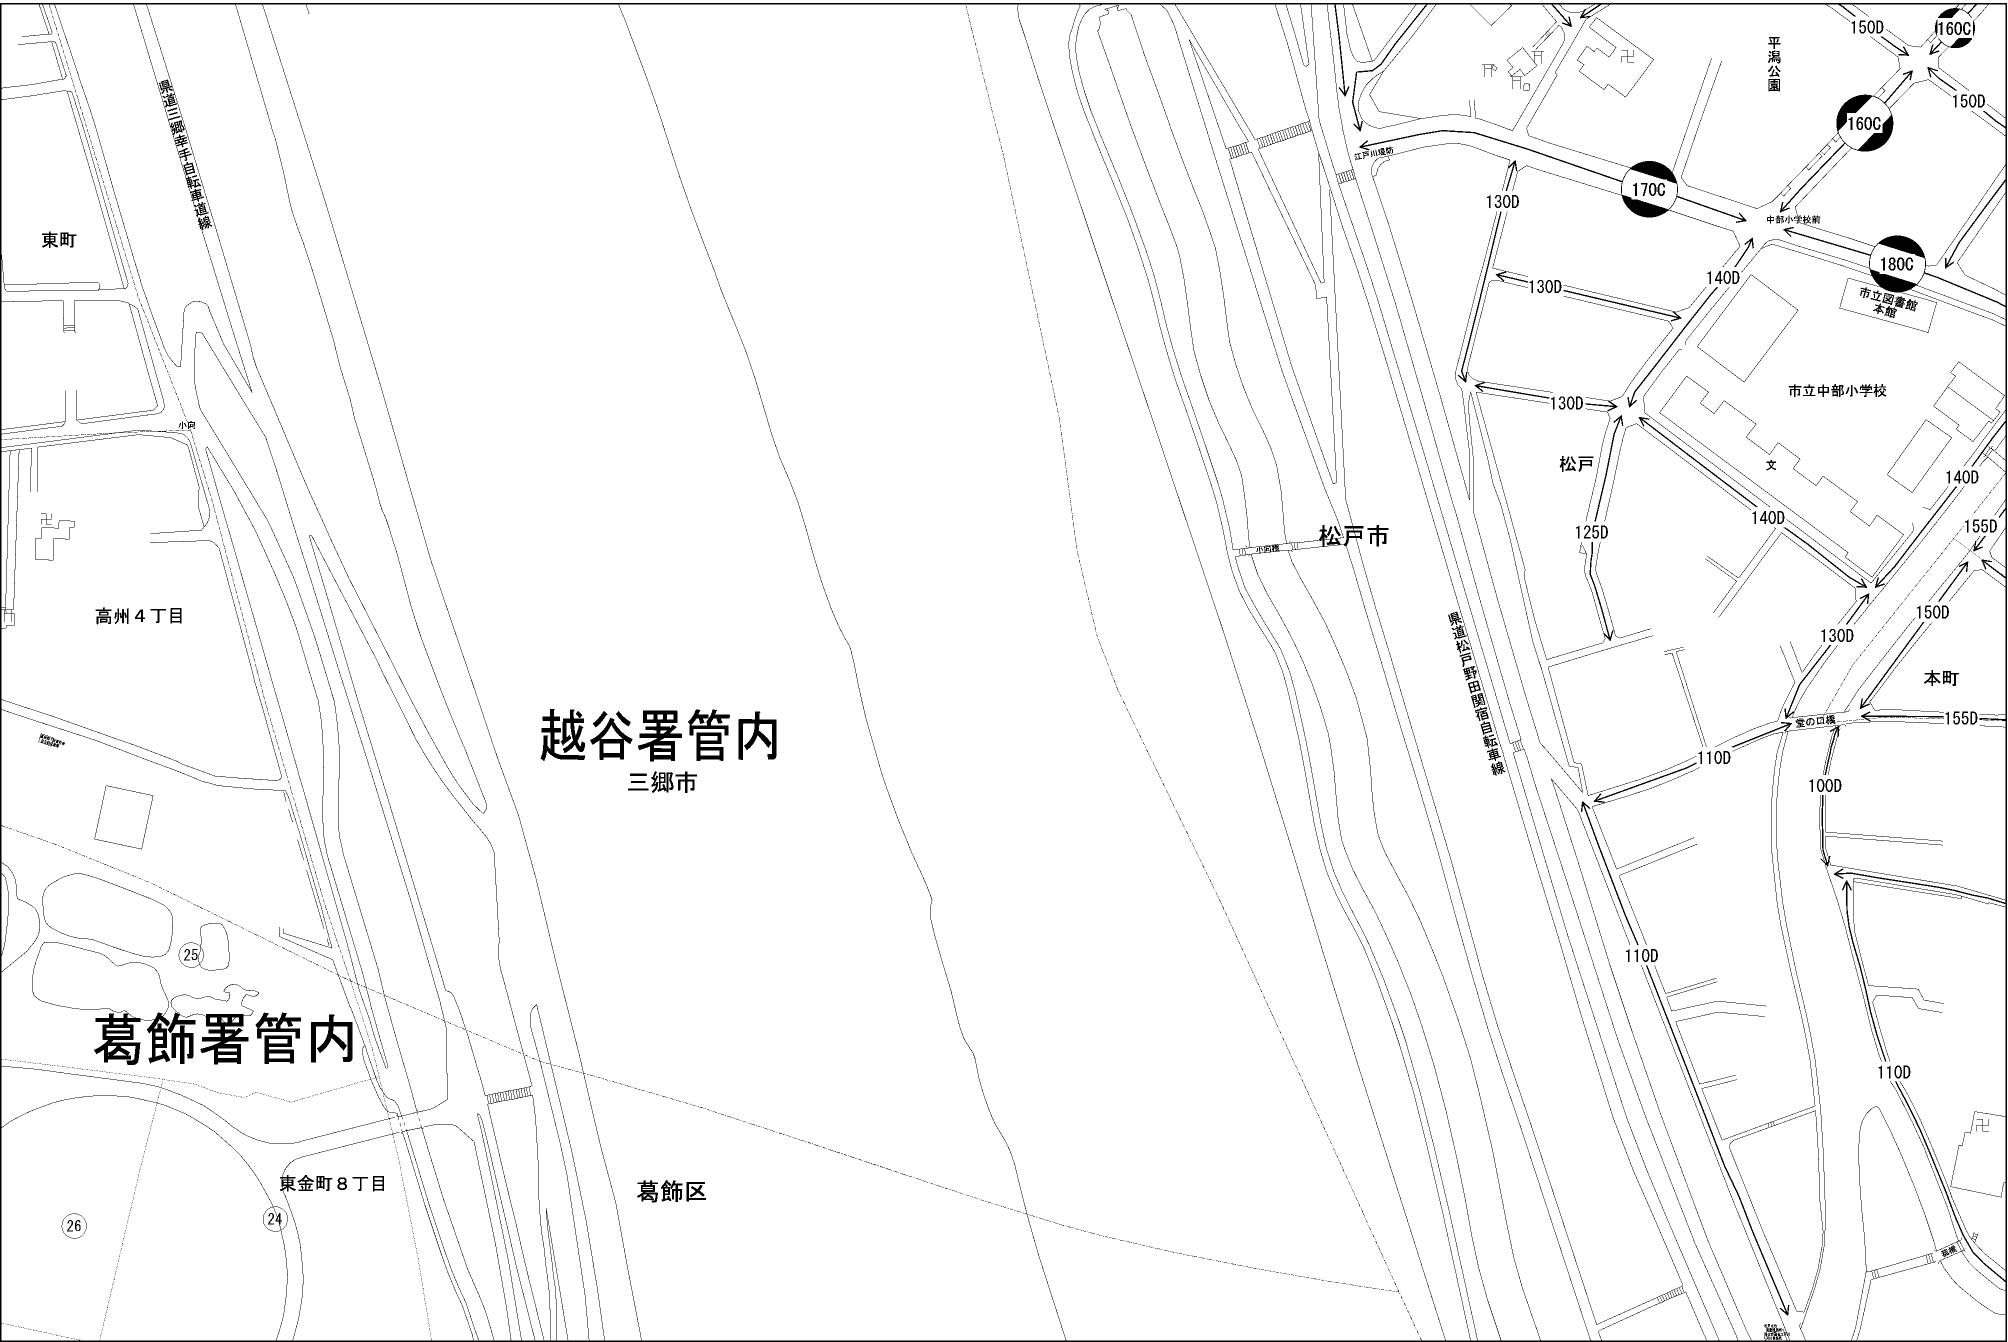 150D
160C
平潟公園
150D
160C
県道三郷幸手自転車道線
江戸川堤防
170C
130D
中部小学校前
東町
180C
140D
130D
市立図書館
本館
市立中部小学校
130D
小向
松戸
文
140D
140D
155D
125D
松戸市
小向橋
高州4丁目
150D
130D
県道松戸野田関宿自転車線
本町
155D
堂の口橋
越谷署管内
三郷市
110D
100D
25
110D
葛飾署管内
110D
東金町8丁目
葛飾区
24
26